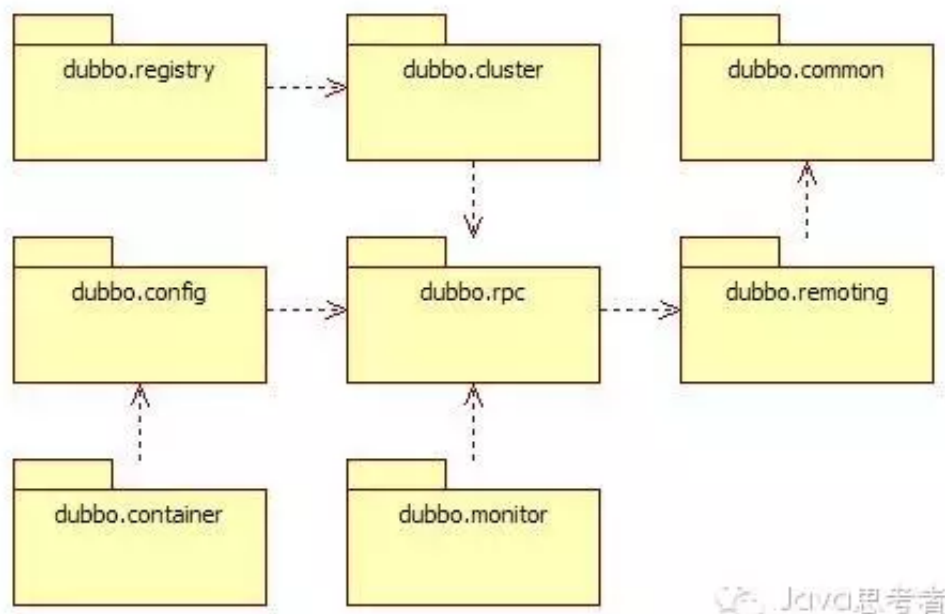 dubbo.registry
dubbo.cluster
dubbo.common
dubbo.config
dubbo.rpc
dubbo.remoting
dubbo.container
dubbo.monitor
Java思考者